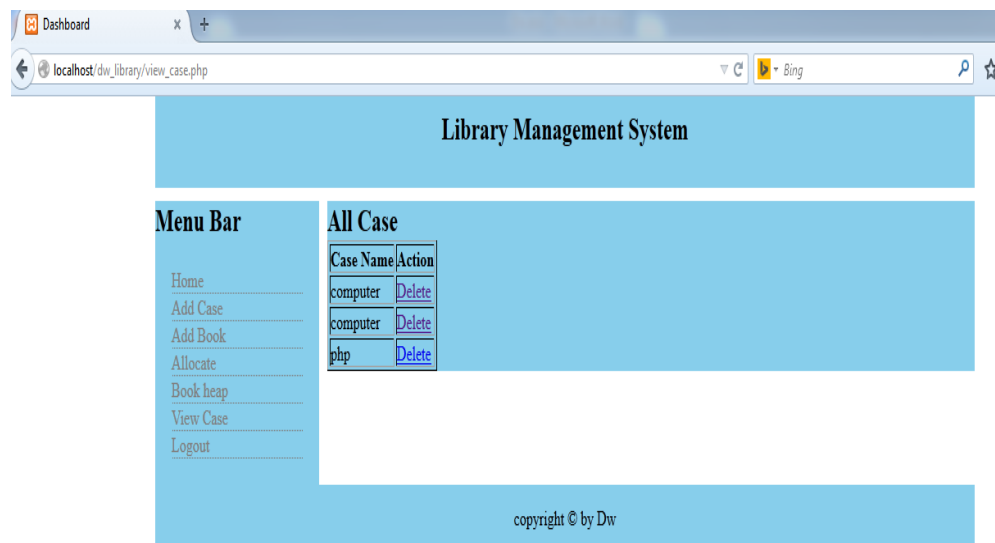 Dashboard × +
localhost/dw_library/view_case.php
Bing
Library Management System
Menu Bar
Home
Add Case
Add Book
Allocate
Book heap
View Case
Logout
All Case
Case Name Action
computer Delete
computer Delete
php Delete
copyright © by Dw